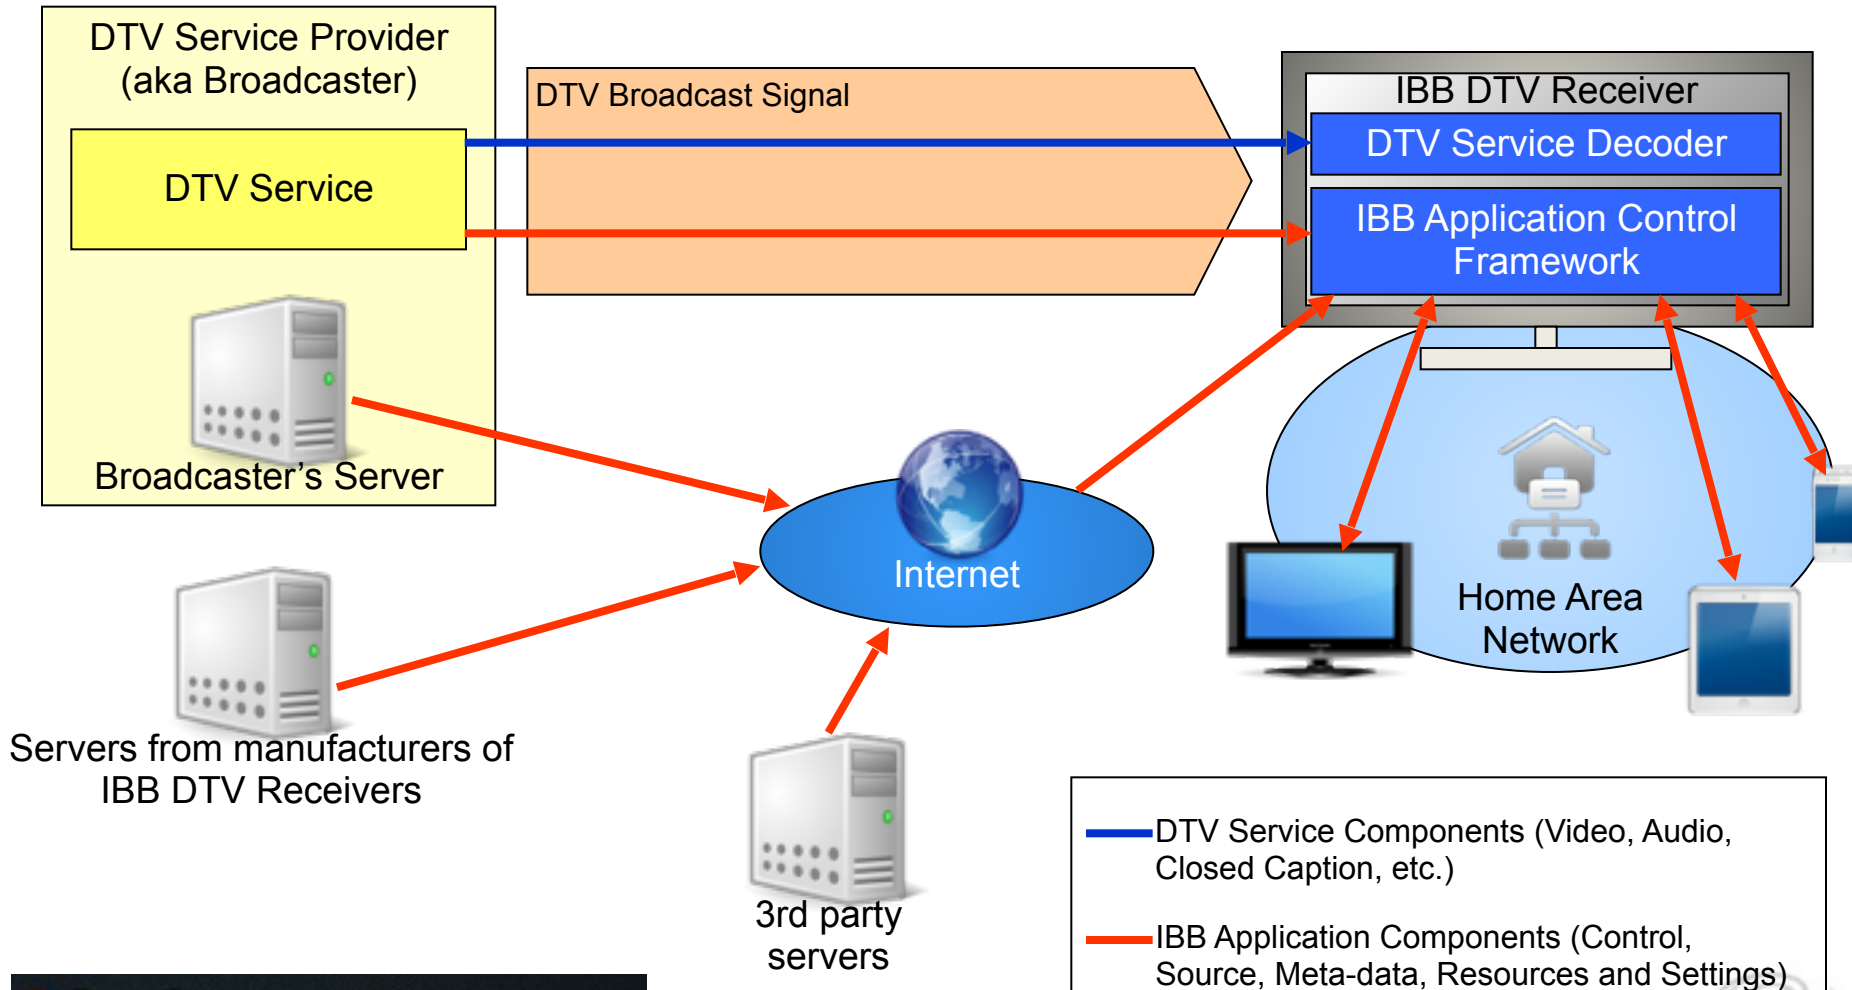 DTV Service Provider
(aka Broadcaster)
DTV Service
Broadcaster’s Server
DTV Broadcast Signal
IBB DTV Receiver
DTV Service Decoder
IBB Application Control
Framework
Internet
Home Area
Network
Servers from manufacturers of
IBB DTV Receivers
3rd party
servers
DTV Service Components (Video, Audio,
Closed Caption, etc.)
IBB Application Components (Control,
Source, Meta-data, Resources and Settings)